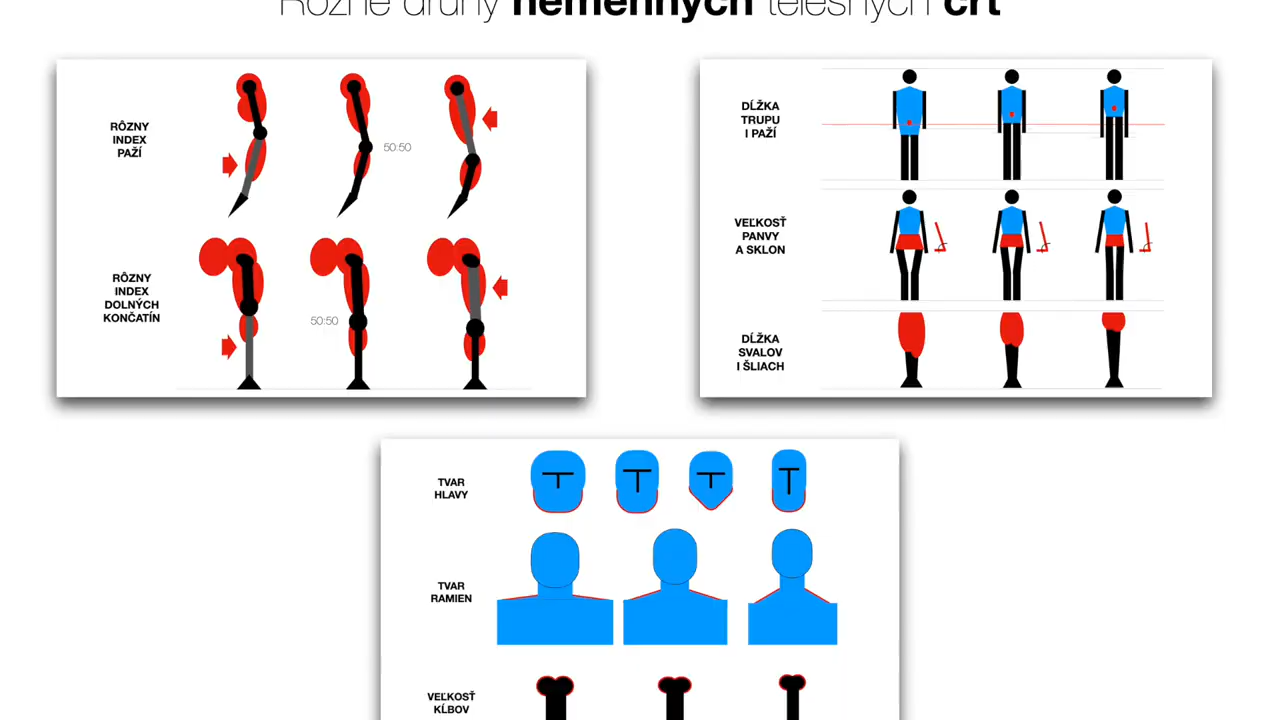 Rôzne druhy nemenných telesných čŕt
RÔZNY
INDEX
PAŽÍ
50:50
RÔZNY
INDEX
DOLNÝCH
KONČATÍN
50:50
DĹŽKA
TRUPU
I PAŽÍ
VEĽKOSŤ
PANVY
A SKLON
DĹŽKA
SVALOV
I ŠLIACH
TVAR
HLAVY
TVAR
RAMIEN
VEĽKOSŤ
KĹBOV